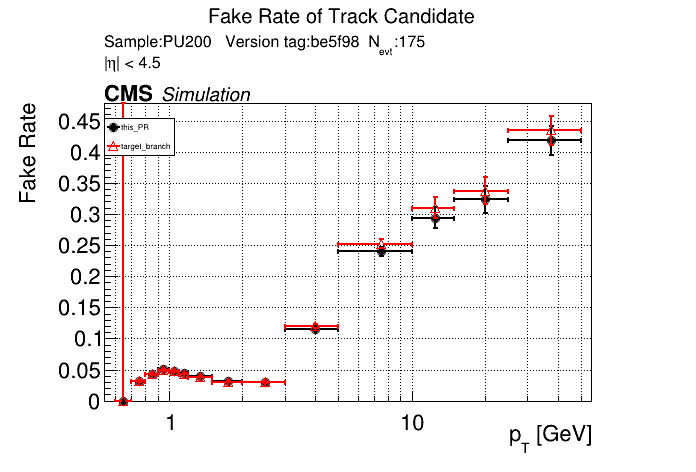 Fake Rate of Track Candidate
Sample:PU200 Version tag:be5f98 N_evt:175
|η| < 4.5
CMS Simulation
Fake Rate
this_PR
target_branch
0.45
0.4
0.35
0.3
0.25
0.2
0.15
0.1
0.05
0
1
10
p_T [GeV]